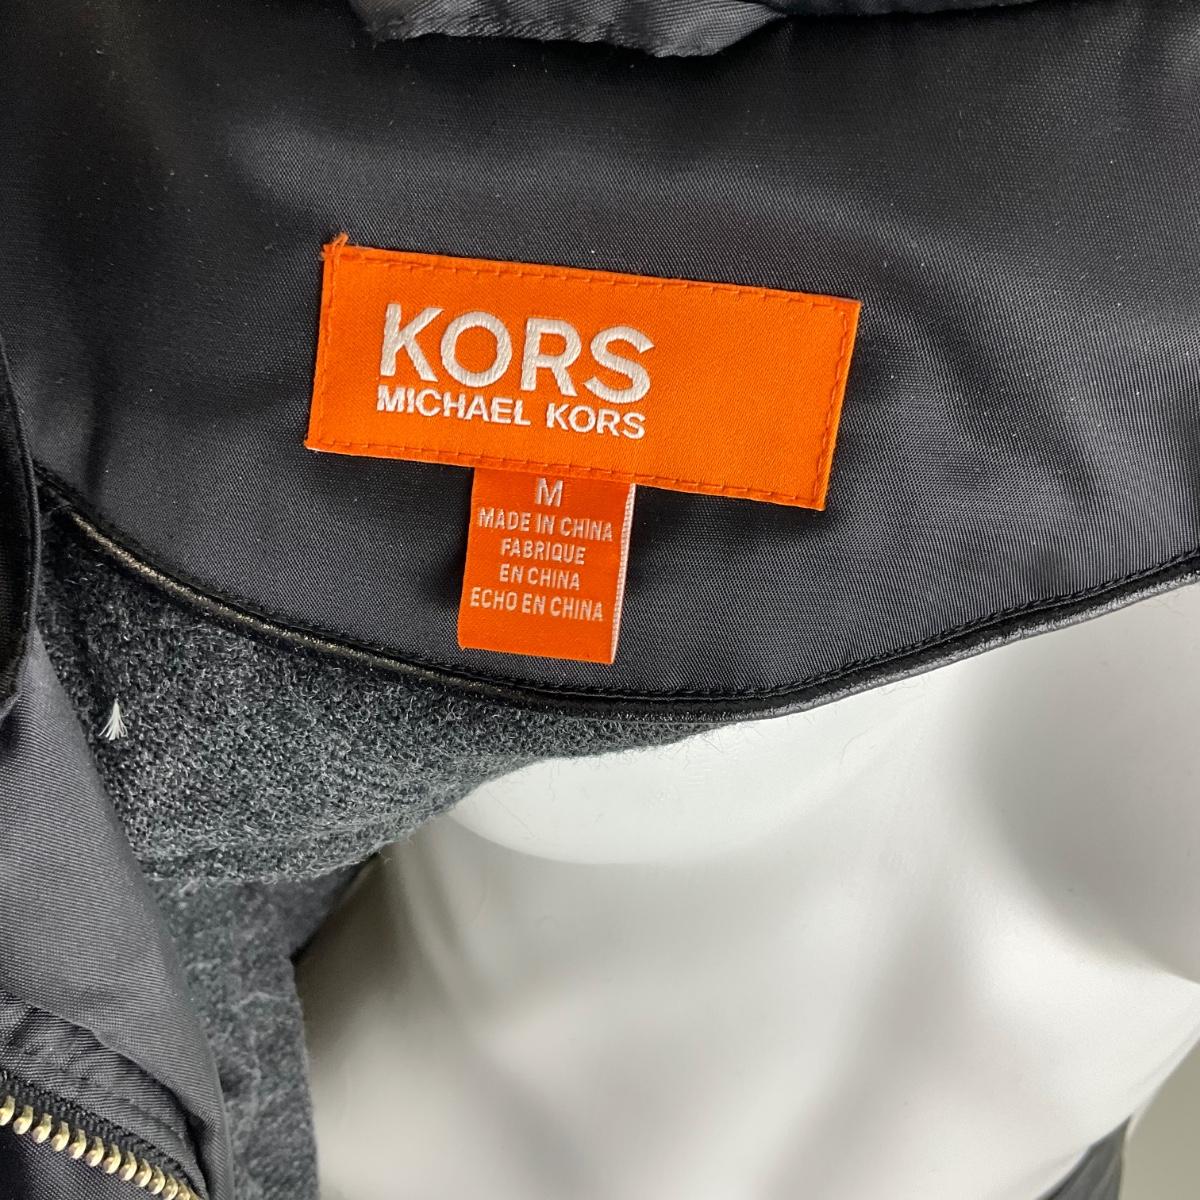 KORS
MICHAEL KORS
M
MADE IN CHINA
FABRIQUE
EN CHINA
ECHO EN CHINA